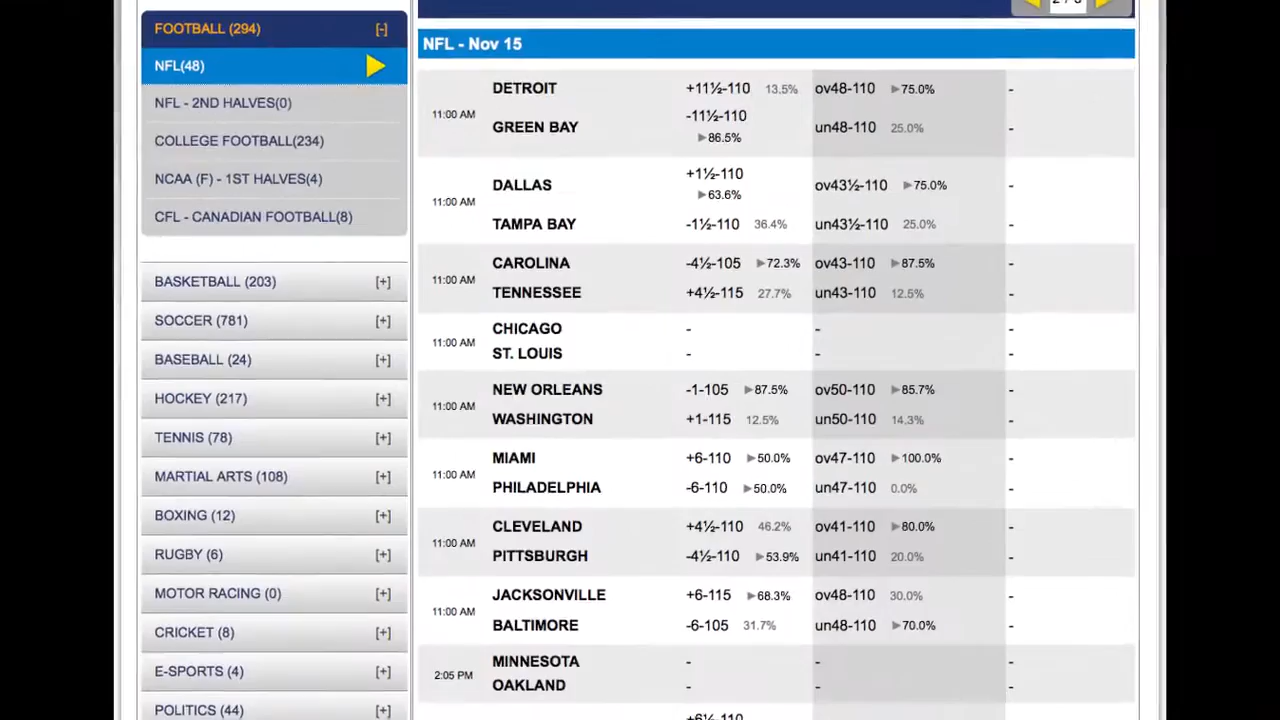 FOOTBALL (294) [-]
NFL(48)
NFL - 2ND HALVES(0)
COLLEGE FOOTBALL(234)
NCAA (F) - 1ST HALVES(4)
CFL - CANADIAN FOOTBALL(8)
BASKETBALL (203) [+]
SOCCER (781) [+]
BASEBALL (24) [+]
HOCKEY (217) [+]
TENNIS (78) [+]
MARTIAL ARTS (108) [+]
BOXING (12) [+]
RUGBY (6) [+]
MOTOR RACING (0) [+]
CRICKET (8) [+]
E-SPORTS (4) [+]
POLITICS (44) [+]
NFL - Nov 15
11:00 AM
DETROIT +11½-110 13.5% ov48-110 ▶75.0% -
GREEN BAY -11½-110 ▶86.5% un48-110 25.0%
11:00 AM
DALLAS +1½-110 ▶63.6% ov43½-110 ▶75.0% -
TAMPA BAY -1½-110 36.4% un43½-110 25.0% -
11:00 AM
CAROLINA -4½-105 ▶72.3% ov43-110 ▶87.5% -
TENNESSEE +4½-115 27.7% un43-110 12.5% -
11:00 AM
CHICAGO - - -
ST. LOUIS - - -
11:00 AM
NEW ORLEANS -1-105 ▶87.5% ov50-110 ▶85.7% -
WASHINGTON +1-115 12.5% un50-110 14.3% -
11:00 AM
MIAMI +6-110 ▶50.0% ov47-110 ▶100.0% -
PHILADELPHIA -6-110 ▶50.0% un47-110 0.0% -
11:00 AM
CLEVELAND +4½-110 46.2% ov41-110 ▶80.0% -
PITTSBURGH -4½-110 ▶53.9% un41-110 20.0% -
11:00 AM
JACKSONVILLE +6-115 ▶68.3% ov48-110 30.0% -
BALTIMORE -6-105 31.7% un48-110 ▶70.0% -
2:05 PM
MINNESOTA - - -
OAKLAND - - -
+6½-110